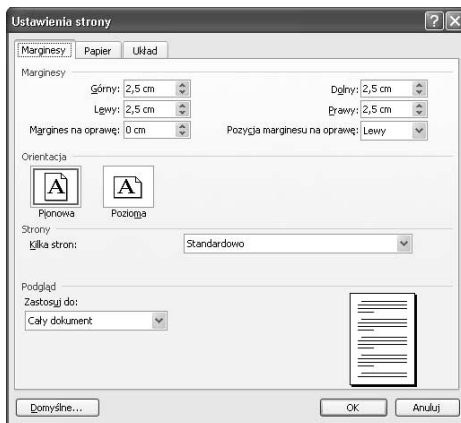 Ustawienia strony
Marginesy Papier Układ
Marginesy
Górny: 2,5 cm Dolny: 2,5 cm
Lewy: 2,5 cm Prawy: 2,5 cm
Margines na oprawę: 0 cm Pozycja marginesu na oprawę: Lewy
Orientacja
A A
Pionowa Pozioma
Strony
Kilka stron: Standardowo
Podgląd
Zastosuj do:
Cały dokument
Domyślne... OK Anuluj